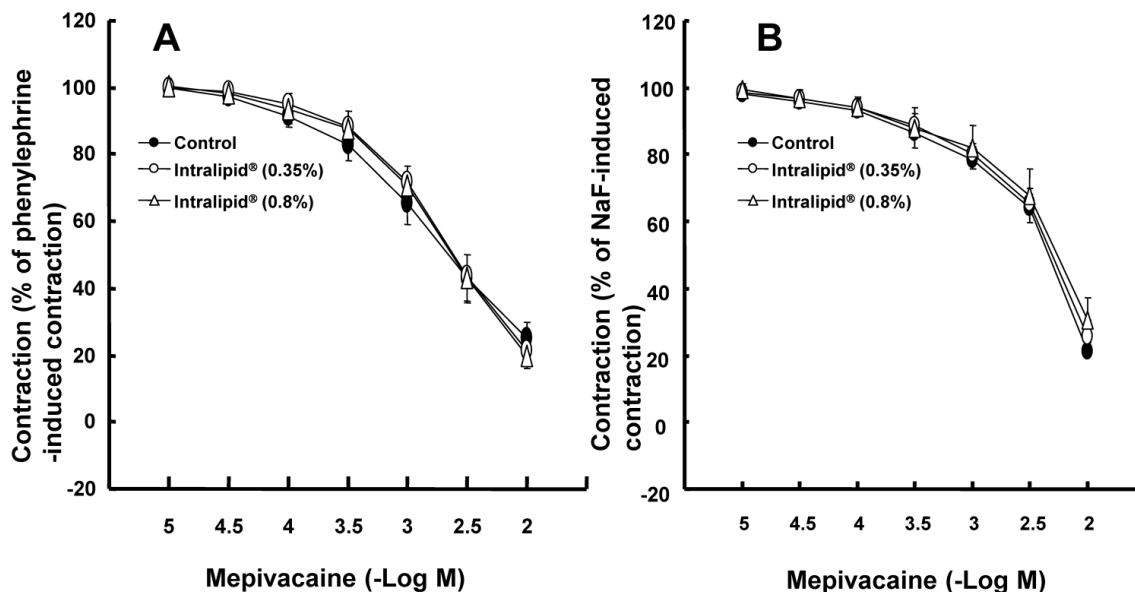 A
Contraction (% of phenylephrine
-induced contraction)
120
100
80
60
40
20
0
-20
Control
Intralipid® (0.35%)
Intralipid® (0.8%)
5 4.5 4 3.5 3 2.5 2
Mepivacaine (-Log M)
B
Contraction (% of NaF-induced
contraction)
120
100
80
60
40
20
0
-20
Control
Intralipid® (0.35%)
Intralipid® (0.8%)
5 4.5 4 3.5 3 2.5 2
Mepivacaine (-Log M)